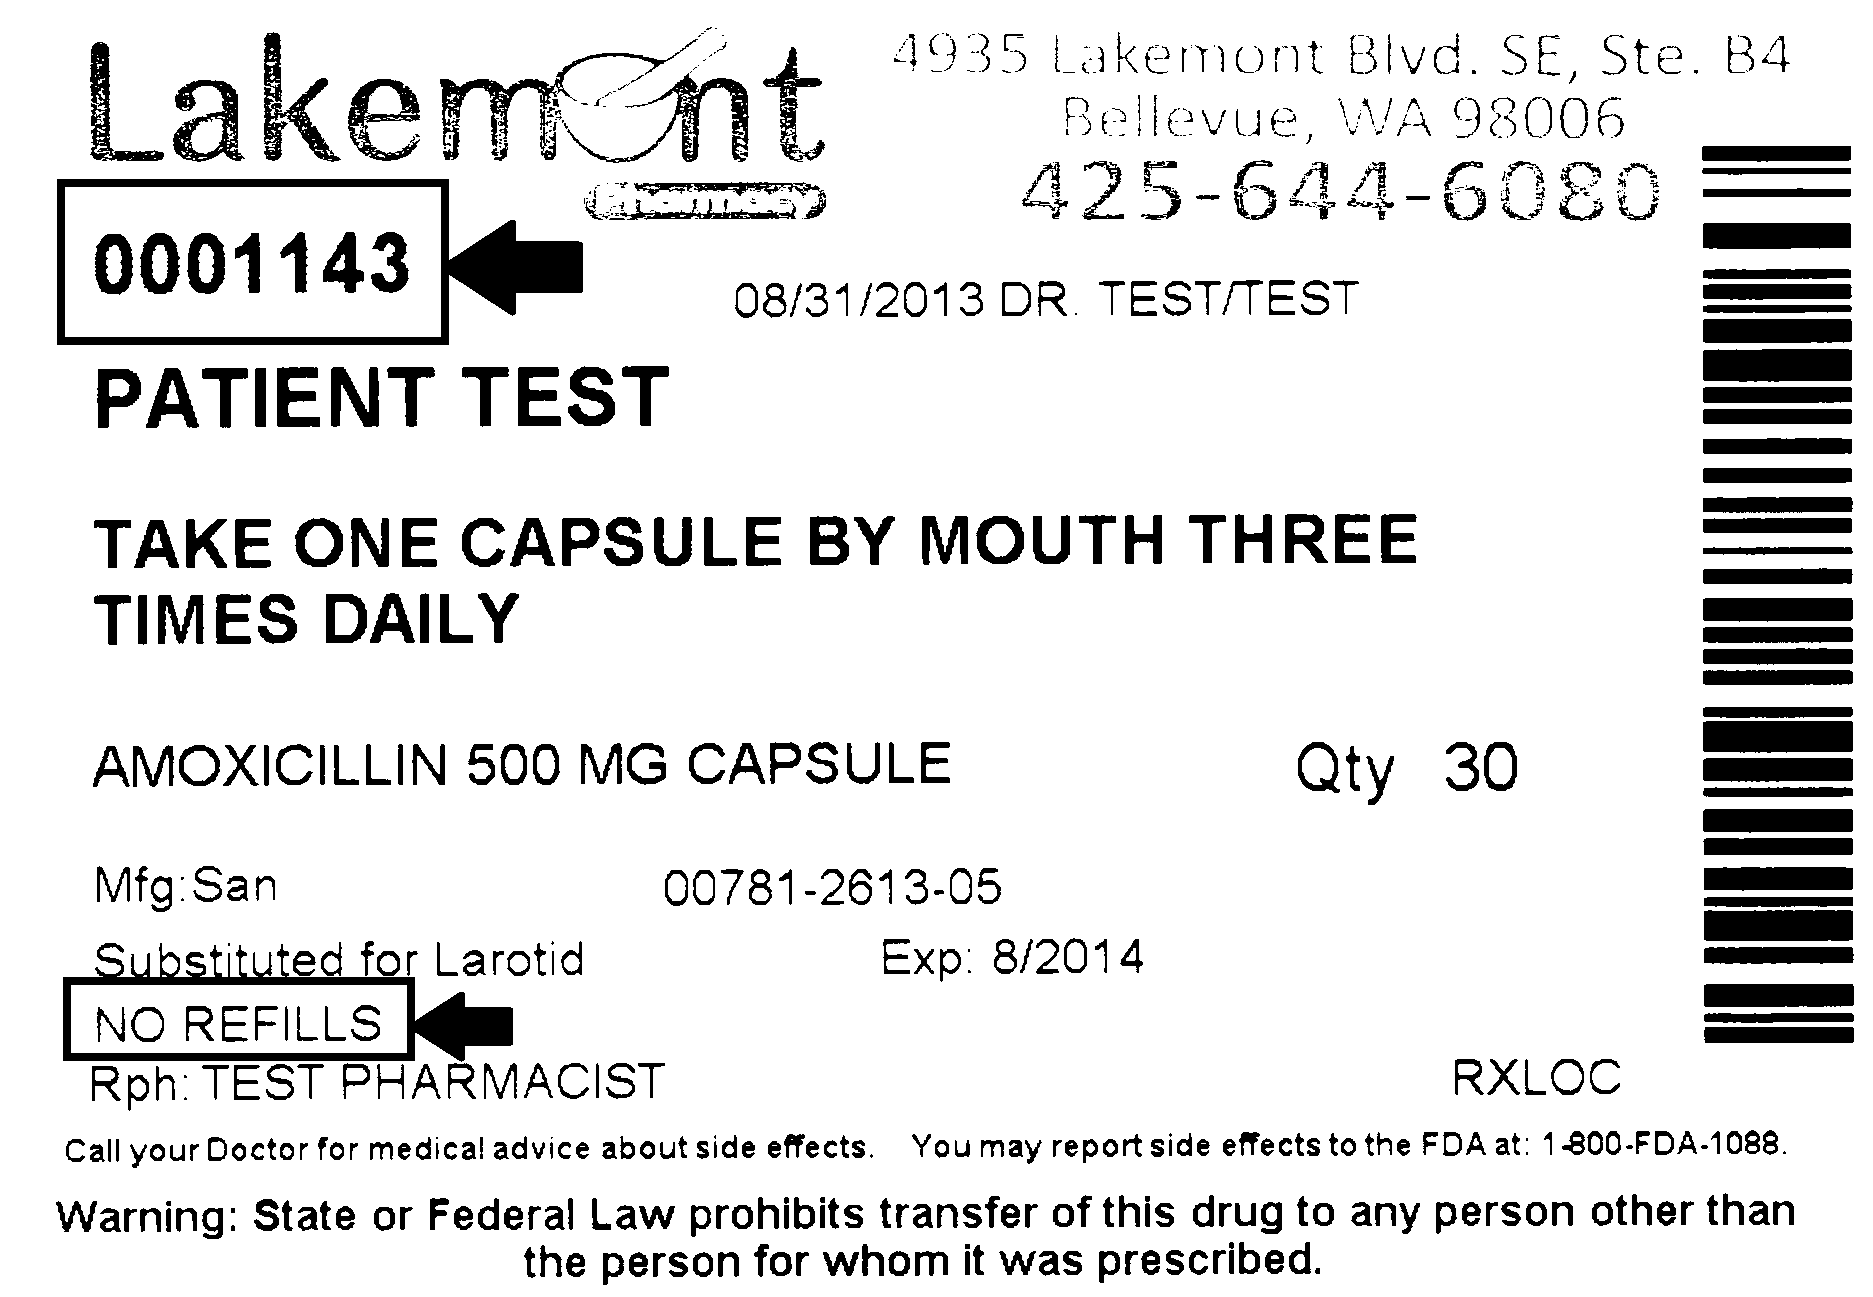 Lakemont
Pharmacy
4935 Lakemont Blvd. SE, Ste. B4
Bellevue, WA 98006
425-644-6080
0001143
08/31/2013 DR. TEST/TEST
PATIENT TEST
TAKE ONE CAPSULE BY MOUTH THREE
TIMES DAILY
AMOXICILLIN 500 MG CAPSULE Qty 30
Mfg:San 00781-2613-05
Substituted for Larotid Exp: 8/2014
NO REFILLS
Rph: TEST PHARMACIST RXLOC
Call your Doctor for medical advice about side effects. You may report side effects to the FDA at: 1-800-FDA-1088.
Warning: State or Federal Law prohibits transfer of this drug to any person other than
the person for whom it was prescribed.